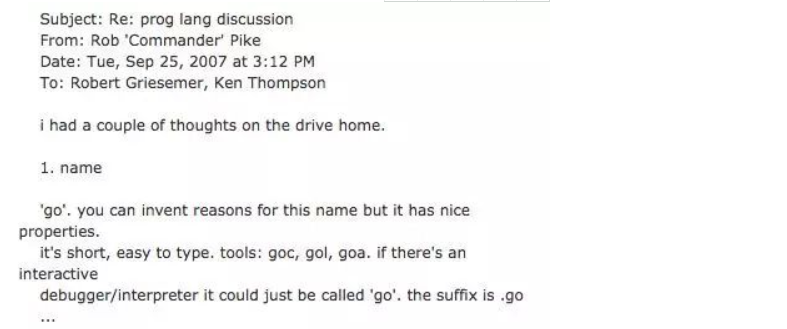 Subject: Re: prog lang discussion
From: Rob 'Commander' Pike
Date: Tue, Sep 25, 2007 at 3:12 PM
To: Robert Griesemer, Ken Thompson
i had a couple of thoughts on the drive home.
1. name
'go'. you can invent reasons for this name but it has nice
properties.
it's short, easy to type. tools: goc, gol, goa. if there's an
interactive
debugger/interpreter it could just be called 'go'. the suffix is .go
...